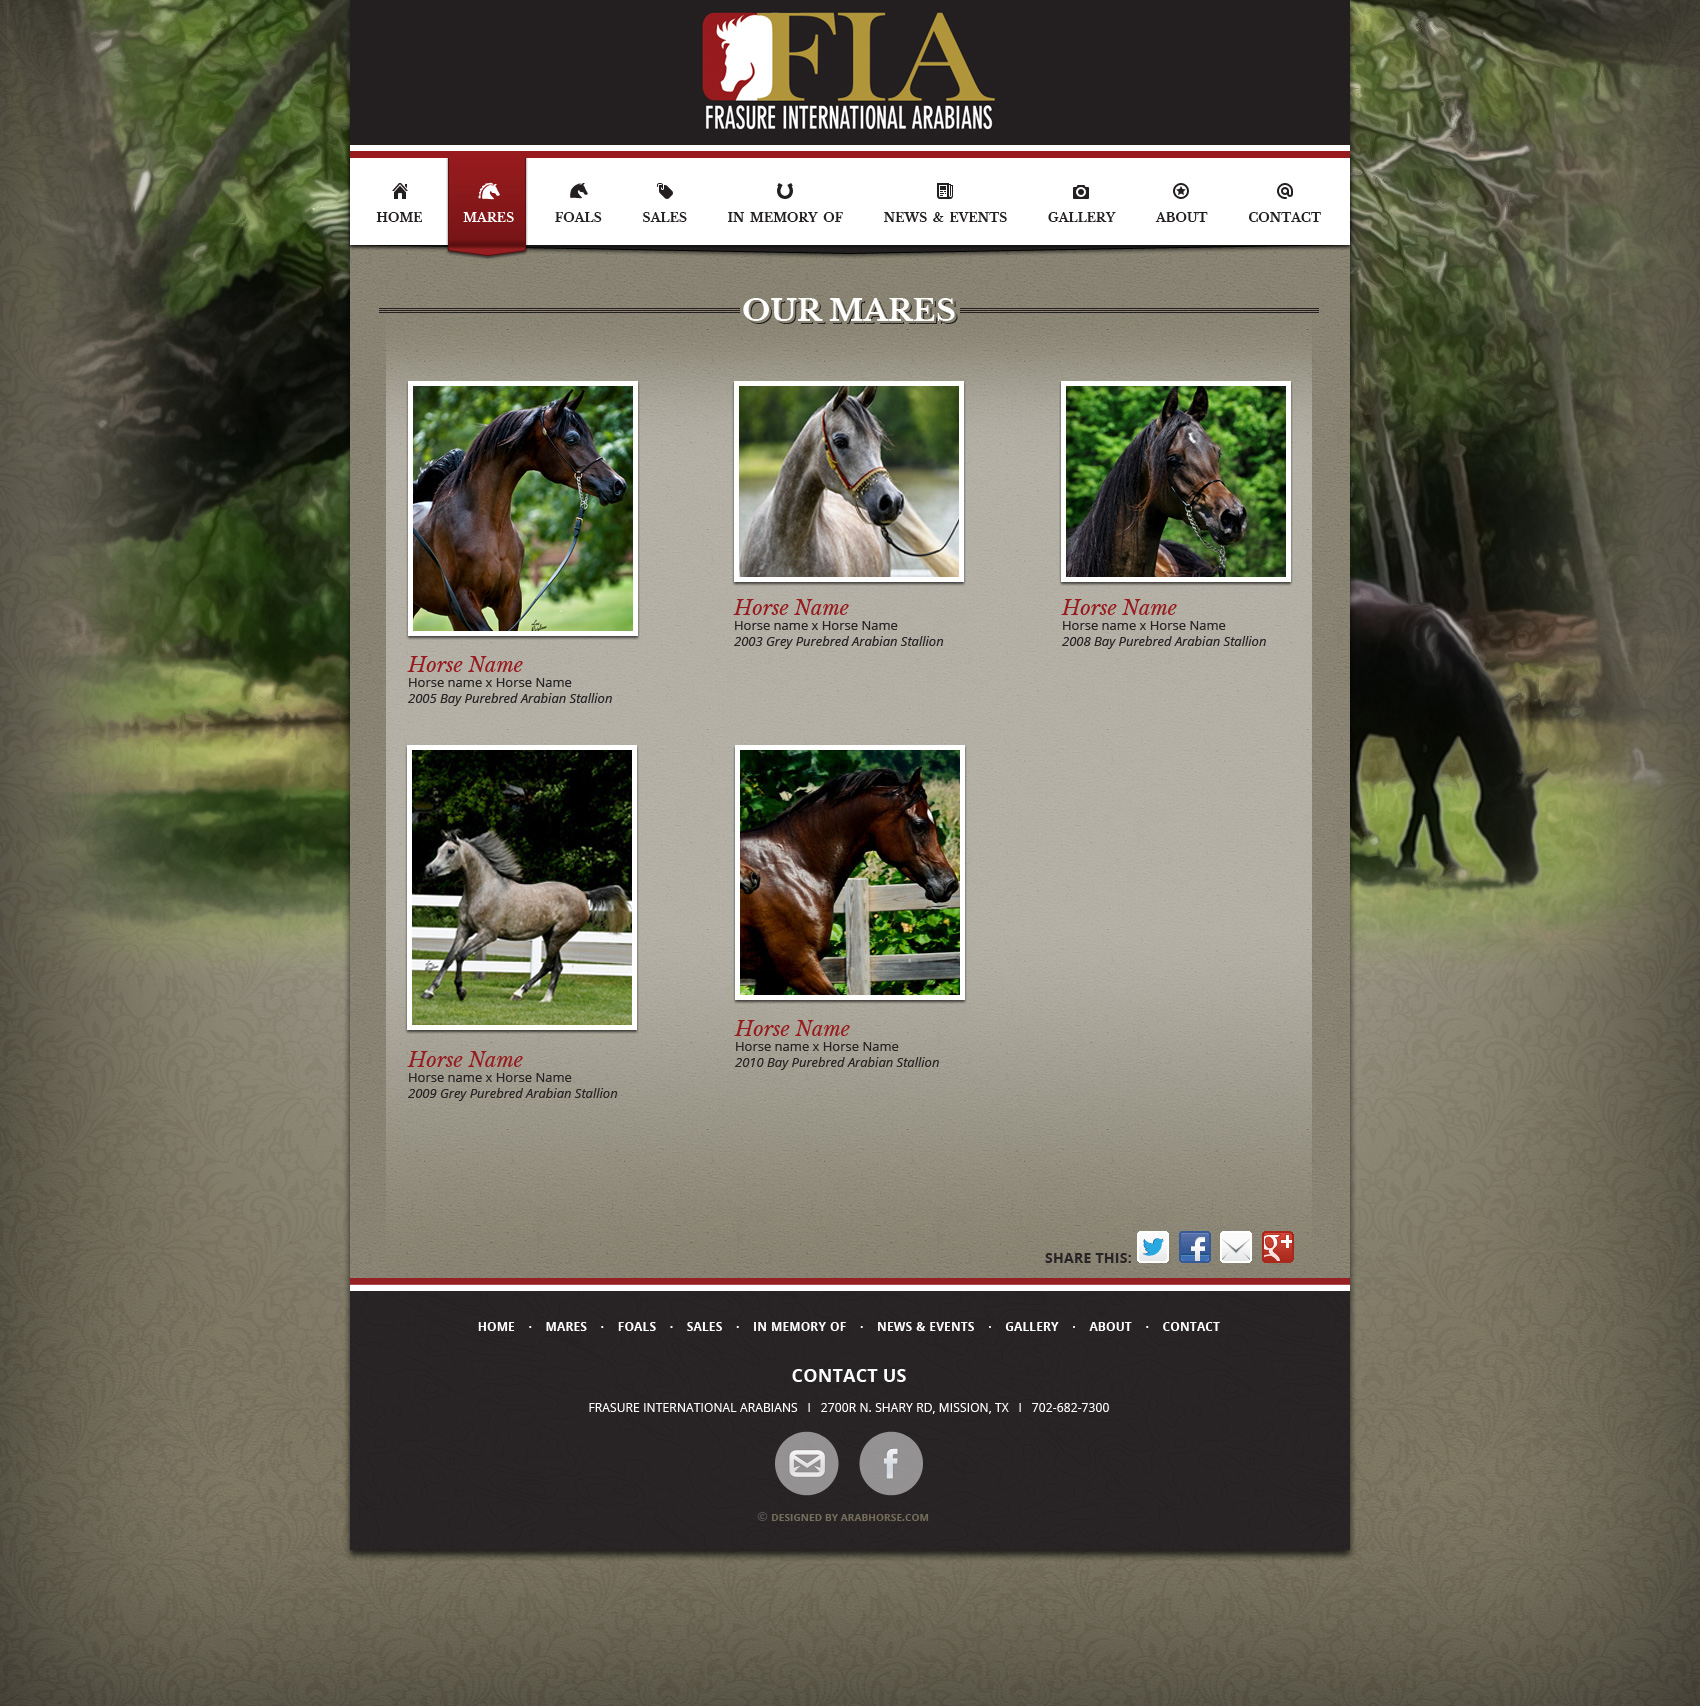 FIA
FRASURE INTERNATIONAL ARABIANS
HOME
MARES
FOALS
SALES
IN MEMORY OF
NEWS & EVENTS
GALLERY
ABOUT
CONTACT
OUR MARES
Horse Name
Horse name x Horse Name
2005 Bay Purebred Arabian Stallion
Horse Name
Horse name x Horse Name
2003 Grey Purebred Arabian Stallion
Horse Name
Horse name x Horse Name
2008 Bay Purebred Arabian Stallion
Horse Name
Horse name x Horse Name
2009 Grey Purebred Arabian Stallion
Horse Name
Horse name x Horse Name
2010 Bay Purebred Arabian Stallion
SHARE THIS:
HOME · MARES · FOALS · SALES · IN MEMORY OF · NEWS & EVENTS · GALLERY · ABOUT · CONTACT
CONTACT US
FRASURE INTERNATIONAL ARABIANS | 2700R N. SHARY RD, MISSION, TX | 702-682-7300
© DESIGNED BY ARABHORSE.COM